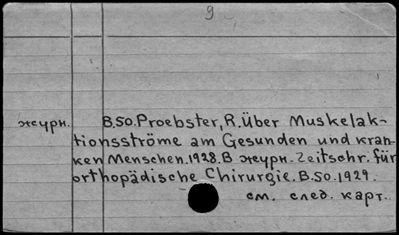 9
журн. B.50.Proebster, R. Über Muskelak-
tionsströme am Gesunden und kran-
ken Menschen. 1928. В журн. Zeitschr. für
orthopädische Chirurgie. B.50.1929.
см. след. карт.